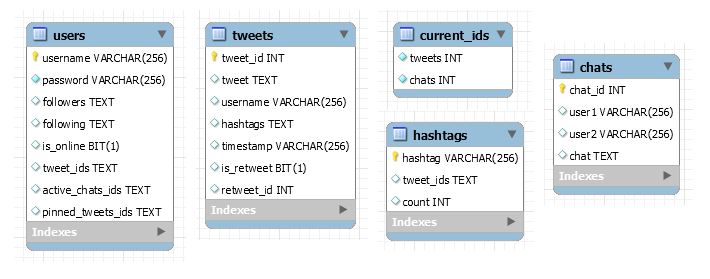 users
username VARCHAR(256)
password VARCHAR(256)
followers TEXT
following TEXT
is_online BIT(1)
tweet_ids TEXT
active_chats_ids TEXT
pinned_tweets_ids TEXT
Indexes
tweets
tweet_id INT
tweet TEXT
username VARCHAR(256)
hashtags TEXT
timestamp VARCHAR(256)
is_retweet BIT(1)
retweet_id INT
Indexes
current_ids
tweets INT
chats INT
hashtags
hashtag VARCHAR(256)
tweet_ids TEXT
count INT
Indexes
chats
chat_id INT
user1 VARCHAR(256)
user2 VARCHAR(256)
chat TEXT
Indexes